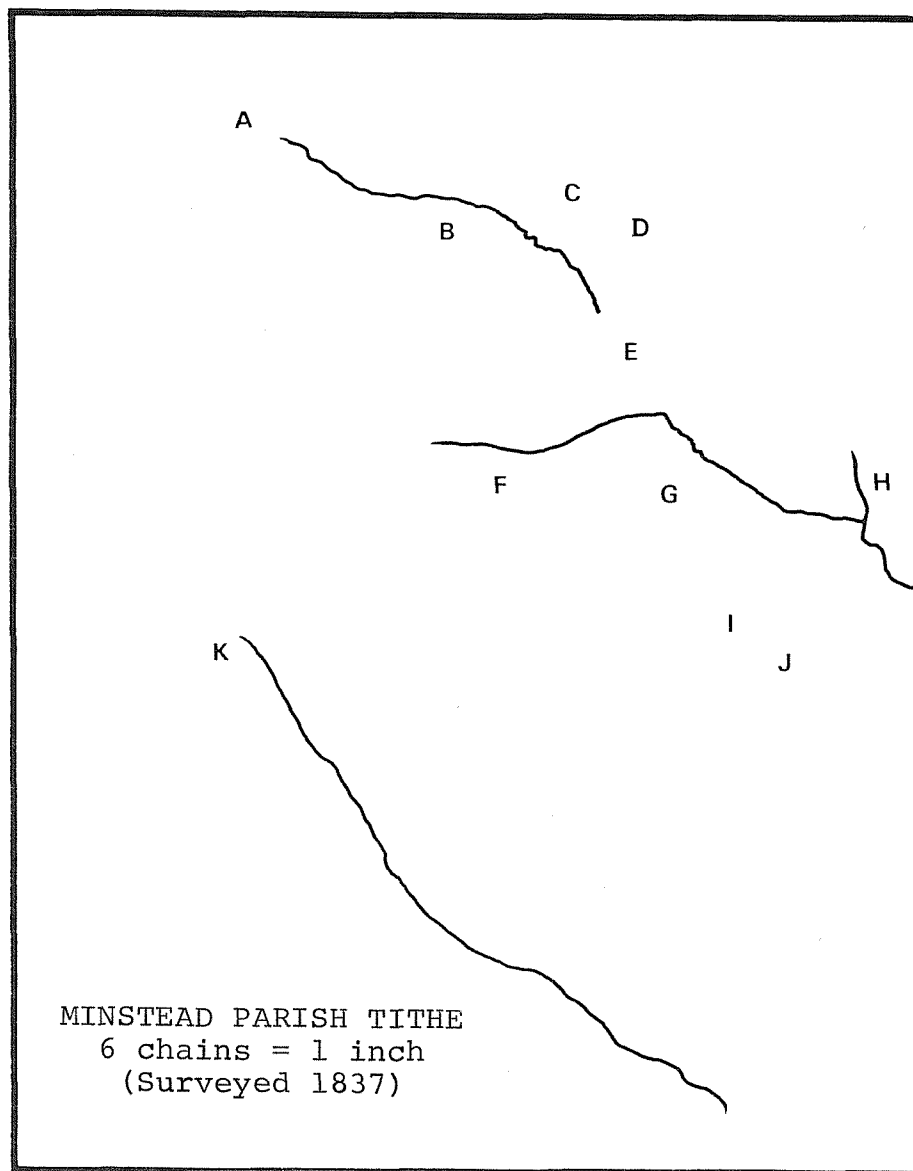 A
C
D
B
E
H
F
G
I
J
K
MINSTEAD PARISH TITHE
6 chains = 1 inch
(Surveyed 1837)